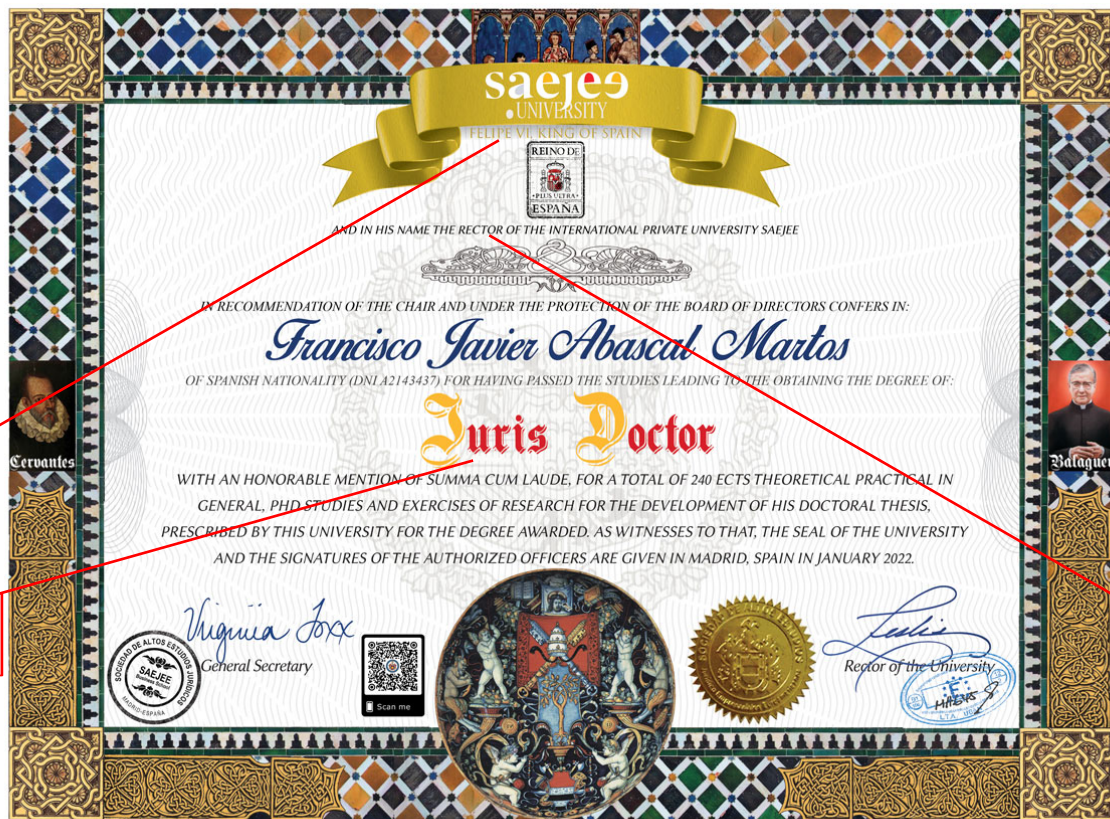 saejee
UNIVERSITY
FELIPE VI, KING OF SPAIN
REINO DE
PLUS ULTRA
ESPAÑA
AND IN HIS NAME THE RECTOR OF THE INTERNATIONAL PRIVATE UNIVERSITY SAEJEE
IN RECOMMENDATION OF THE CHAIR AND UNDER THE PROTECTION OF THE BOARD OF DIRECTORS CONFERS IN:
Francisco Javier Abascal Martos
OF SPANISH NATIONALITY (DNI A2143437) FOR HAVING PASSED THE STUDIES LEADING TO THE OBTAINING THE DEGREE OF:
Juris Doctor
Cervantes
Balaguer
WITH AN HONORABLE MENTION OF SUMMA CUM LAUDE, FOR A TOTAL OF 240 ECTS THEORETICAL PRACTICAL IN
GENERAL, PHD STUDIES AND EXERCISES OF RESEARCH FOR THE DEVELOPMENT OF HIS DOCTORAL THESIS,
PRESCRIBED BY THIS UNIVERSITY FOR THE DEGREE AWARDED. AS WITNESSES TO THAT, THE SEAL OF THE UNIVERSITY
AND THE SIGNATURES OF THE AUTHORIZED OFFICERS ARE GIVEN IN MADRID, SPAIN IN JANUARY 2022.
Virginia Foxx
General Secretary
SOCIEDAD DE ALTOS ESTUDIOS JURIDICOS
SAEJEE
Business School
MADRID-ESPAÑA
Scan me
Leslie
Rector of the University